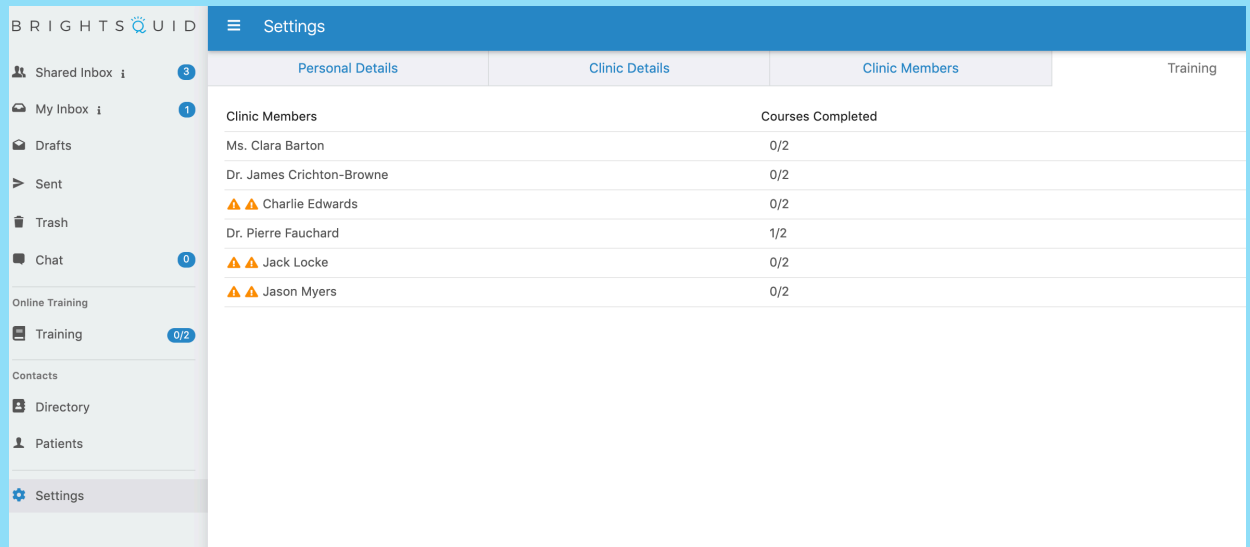 BRIGHTSQUID
Shared Inbox i 3
My Inbox i 1
Drafts
Sent
Trash
Chat 0
Online Training
Training 0/2
Contacts
Directory
Patients
Settings
Settings
Personal Details Clinic Details Clinic Members Training
Clinic Members Courses Completed
Ms. Clara Barton 0/2
Dr. James Crichton-Browne 0/2
Charlie Edwards 0/2
Dr. Pierre Fauchard 1/2
Jack Locke 0/2
Jason Myers 0/2